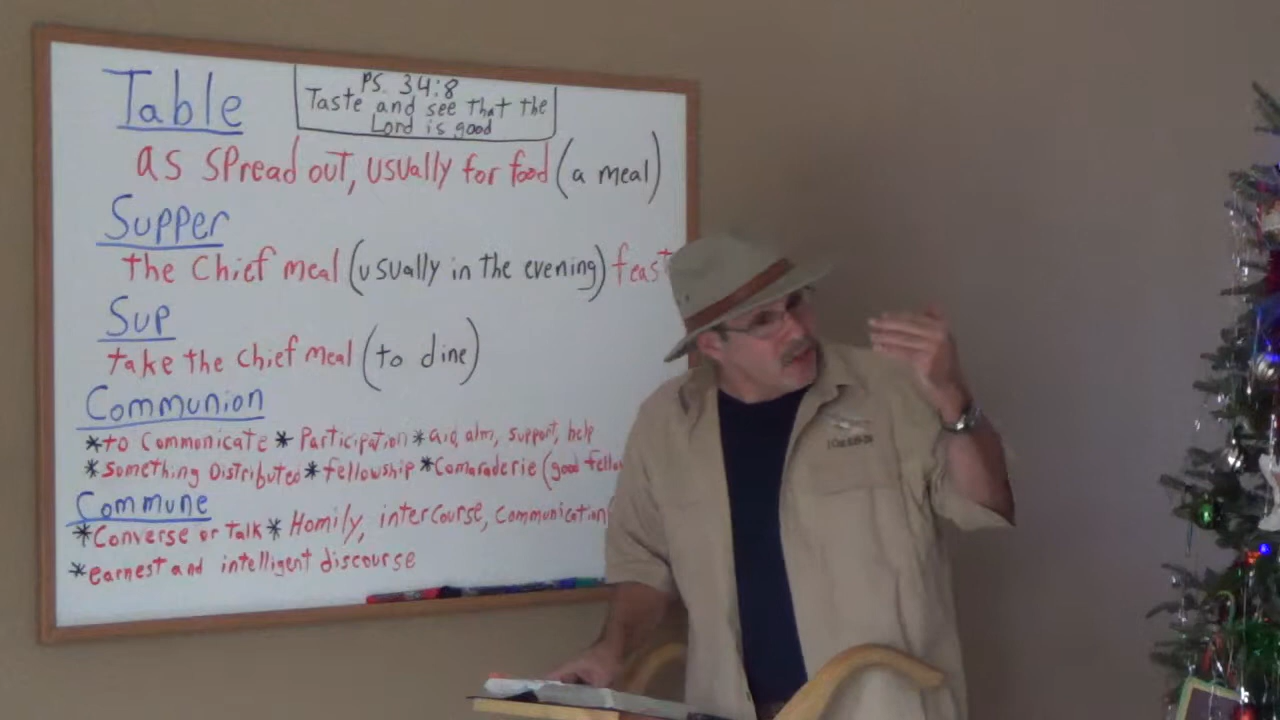 Table
PS. 34:8
Taste and see that the
Lord is good
as spread out, usually for food (a meal)
Supper
the Chief meal (usually in the evening) feast
Sup
take the Chief meal (to dine)
Communion
*to Communicate * Participation * aid, alm, support, help
*something Distributed *fellowship *Comaraderie (good fellow
Commune
*Converse or Talk * Homily, intercourse, communication
*earnest and intelligent discourse